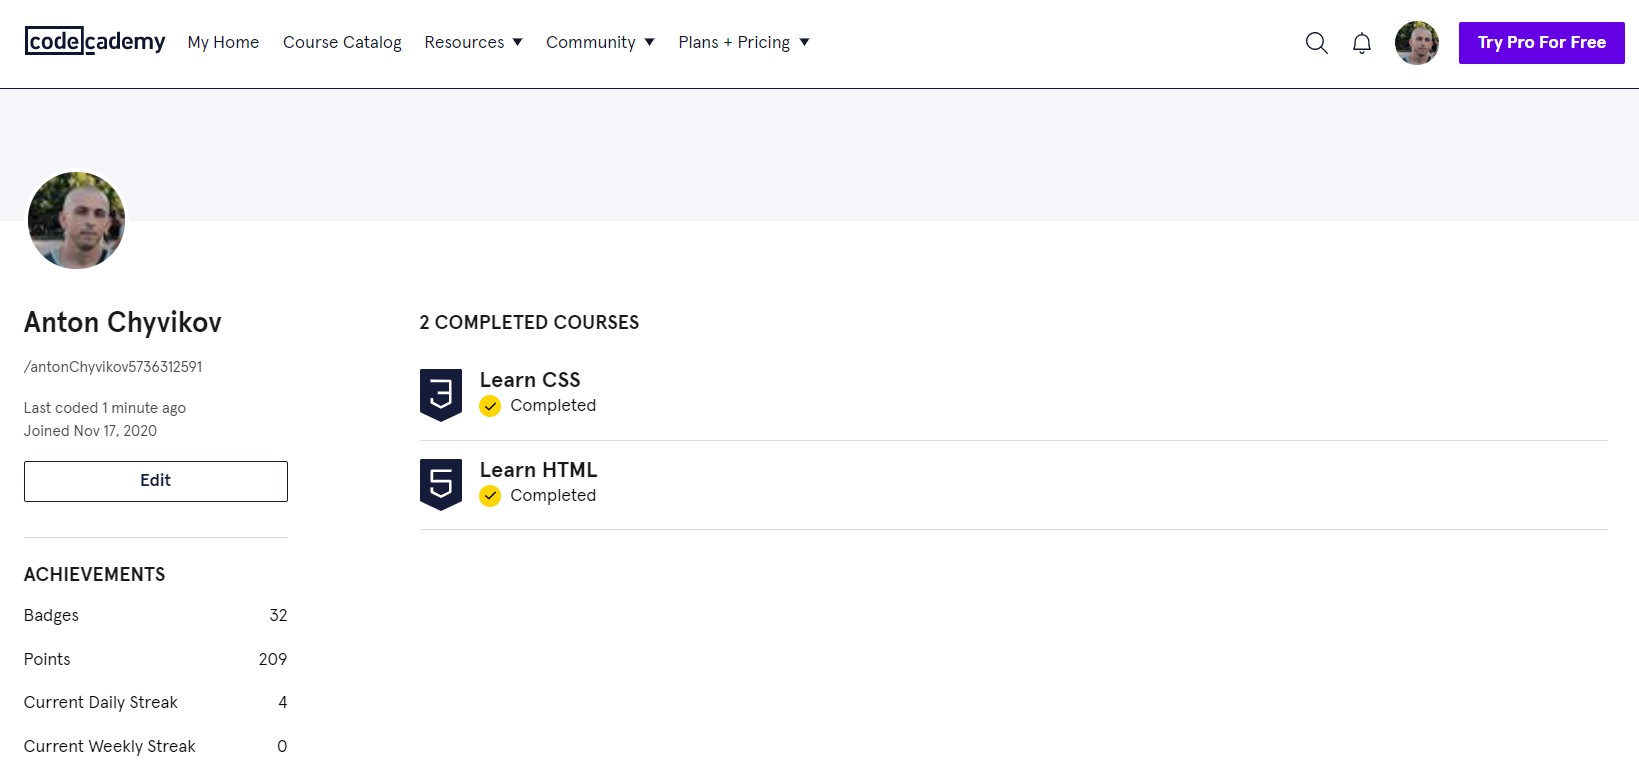 codecademy My Home Course Catalog Resources Community Plans + Pricing Try Pro For Free
Anton Chyvikov
/antonChyvikov5736312591
Last coded 1 minute ago
Joined Nov 17, 2020
Edit
ACHIEVEMENTS
Badges 32
Points 209
Current Daily Streak 4
Current Weekly Streak 0
2 COMPLETED COURSES
3 Learn CSS
Completed
5 Learn HTML
Completed